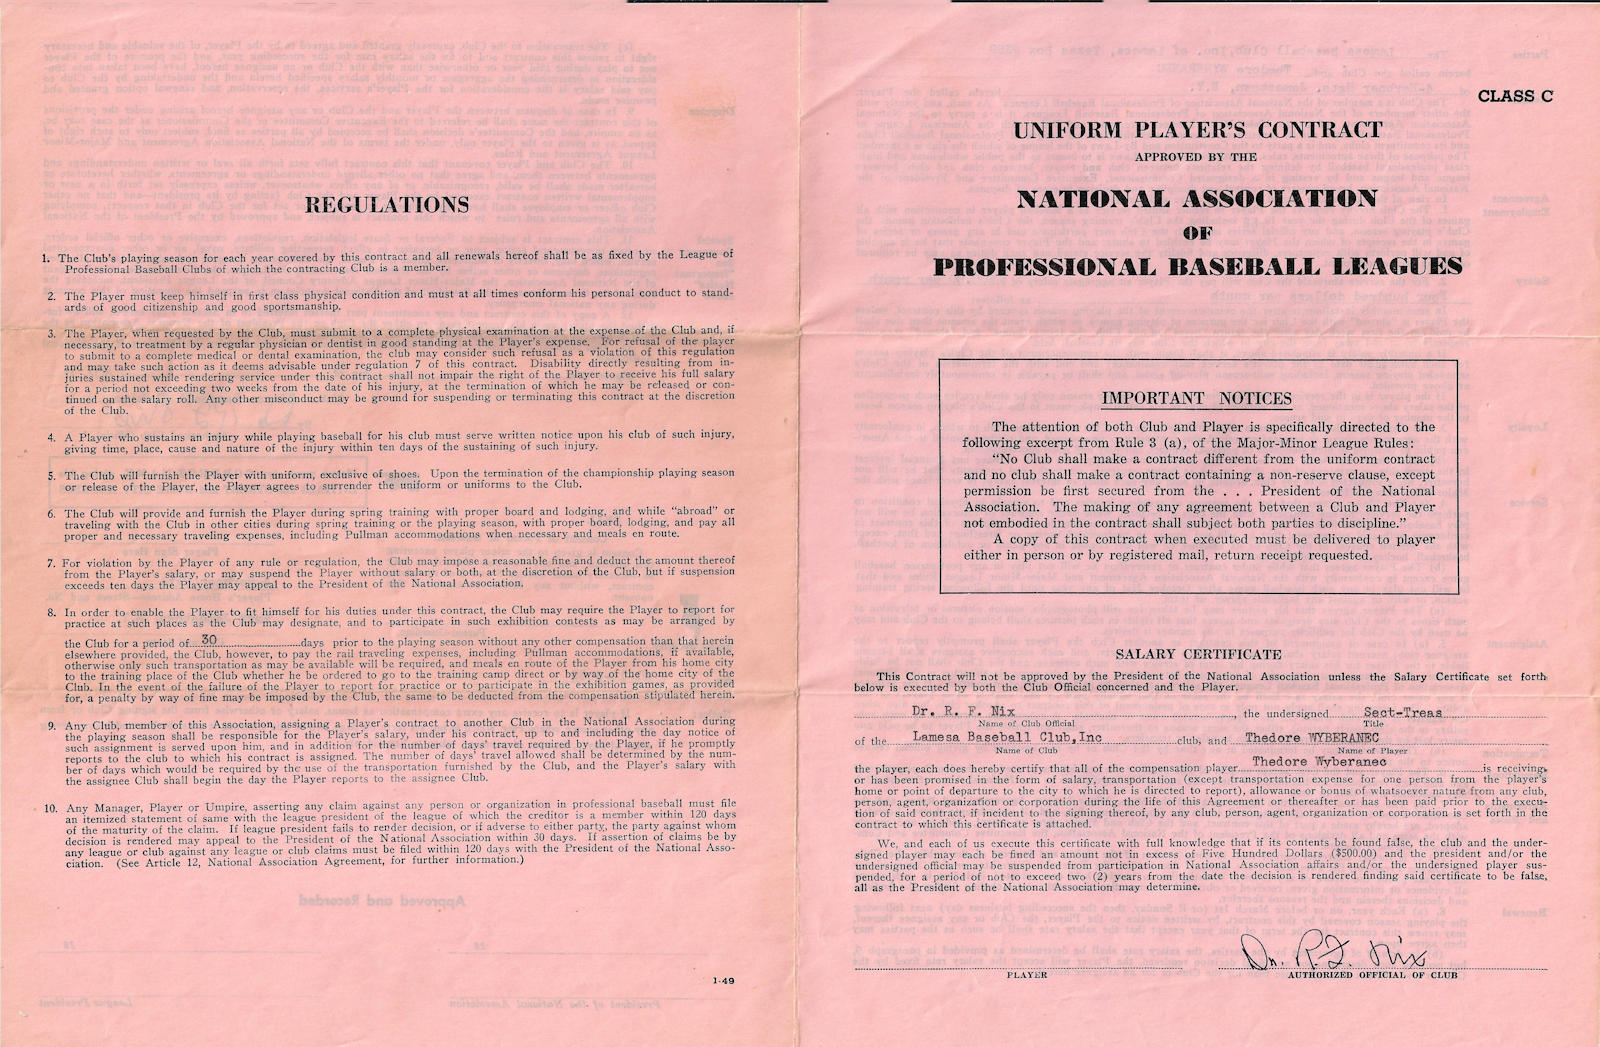 REGULATIONS
1. The Club's playing season for each year covered by this contract and all renewals hereof shall be as fixed by the League of
Professional Baseball Clubs of which the contracting Club is a member.
2. The Player must keep himself in first class physical condition and must at all times conform his personal conduct to stand-
ards of good citizenship and good sportsmanship.
3. The Player, when requested by the Club, must submit to a complete physical examination at the expense of the Club and, if
necessary, to treatment by a regular physician or dentist in good standing at the Player's expense. For refusal of the player
to submit to a complete medical or dental examination, the club may consider such refusal as a violation of this regulation
and may take such action as it deems advisable under regulation 7 of this contract. Disability directly resulting from in-
juries sustained while rendering service under this contract shall not impair the right of the Player to receive his full salary
for a period not exceeding two weeks from the date of his injury, at the termination of which he may be released or con-
tinued on the salary roll. Any other misconduct may be ground for suspending or terminating this contract at the discretion
of the Club.
4. A Player who sustains an injury while playing baseball for his club must serve written notice upon his club of such injury,
giving time, place, cause and nature of the injury within ten days of the sustaining of such injury.
5. The Club will furnish the Player with uniform, exclusive of shoes. Upon the termination of the championship playing season
or release of the Player, the Player agrees to surrender the uniform or uniforms to the Club.
6. The Club will provide and furnish the Player during spring training with proper board and lodging, and while "abroad" or
traveling with the Club in other cities during spring training or the playing season, with proper board, lodging, and pay all
proper and necessary traveling expenses, including Pullman accommodations when necessary and meals en route.
7. For violation by the Player of any rule or regulation, the Club may impose a reasonable fine and deduct the amount thereof
from the Player's salary, or may suspend the Player without salary or both, at the discretion of the Club, but if suspension
exceeds ten days the Player may appeal to the President of the National Association.
8. In order to enable the Player to fit himself for his duties under this contract, the Club may require the Player to report for
practice at such places as the Club may designate, and to participate in such exhibition contests as may be arranged by
the Club for a period of 30 days prior to the playing season without any other compensation than that herein
elsewhere provided, the Club, however, to pay the rail traveling expenses, including Pullman accommodations, if available,
otherwise only such transportation as may be available will be required, and meals en route of the Player from his home city
to the training place of the Club whether he be ordered to go to the training camp direct or by way of the home city of the
Club. In the event of the failure of the Player to report for practice or to participate in the exhibition games, as provided
for, a penalty by way of fine may be imposed by the Club, the same to be deducted from the compensation stipulated herein.
9. Any Club, member of this Association, assigning a Player's contract to another Club in the National Association during
the playing season shall be responsible for the Player's salary, under his contract, up to and including the day notice of
such assignment is served upon him, and in addition for the number of days' travel required by the Player, if he promptly
reports to the club to which his contract is assigned. The number of days' travel allowed shall be determined by the num-
ber of days which would be required by the use of the transportation furnished by the Club, and the Player's salary with
the assignee Club shall begin the day the Player reports to the assignee Club.
10. Any Manager, Player or Umpire, asserting any claim against any person or organization in professional baseball must file
an itemized statement of same with the league president of the league of which the creditor is a member within 120 days
of the maturity of the claim. If league president fails to render decision, or if adverse to either party, the party against whom
decision is rendered may appeal to the President of the National Association within 30 days. If assertion of claims be by
any league or club against any league or club claims must be filed within 120 days with the President of the National Asso-
ciation. (See Article 12, National Association Agreement, for further information.)
1-49
CLASS C
UNIFORM PLAYER'S CONTRACT
APPROVED BY THE
NATIONAL ASSOCIATION
OF
PROFESSIONAL BASEBALL LEAGUES
IMPORTANT NOTICES
The attention of both Club and Player is specifically directed to the
following excerpt from Rule 3 (a), of the Major-Minor League Rules:
"No Club shall make a contract different from the uniform contract
and no club shall make a contract containing a non-reserve clause, except
permission be first secured from the . . . President of the National
Association. The making of any agreement between a Club and Player
not embodied in the contract shall subject both parties to discipline."
A copy of this contract when executed must be delivered to player
either in person or by registered mail, return receipt requested.
SALARY CERTIFICATE
This Contract will not be approved by the President of the National Association unless the Salary Certificate set forth
below is executed by both the Club Official concerned and the Player.
Dr. R. F. Nix, the undersigned Sect-Treas
Name of Club Official Title
of the Lamesa Baseball Club,Inc club, and Thedore WYBERANEC
Name of Club Name of Player
the player, each does hereby certify that all of the compensation player Thedore Wyberanec is receiving,
or has been promised in the form of salary, transportation (except transportation expense for one person from the player's
home or point of departure to the city to which he is directed to report), allowance or bonus of whatsoever nature from any club,
person, agent, organization or corporation during the life of this Agreement or thereafter or has been paid prior to the execu-
tion of said contract, if incident to the signing thereof, by any club, person, agent, organization or corporation is set forth in the
contract to which this certificate is attached.
We, and each of us execute this certificate with full knowledge that if its contents be found false, the club and the under-
signed player may each be fined an amount not in excess of Five Hundred Dollars ($500.00) and the president and/or the
undersigned official may be suspended from participation in National Association affairs and/or the undersigned player sus-
pended, for a period of not to exceed two (2) years from the date the decision is rendered finding said certificate to be false,
all as the President of the National Association may determine.
Dr. R.F. Nix
PLAYER AUTHORIZED OFFICIAL OF CLUB